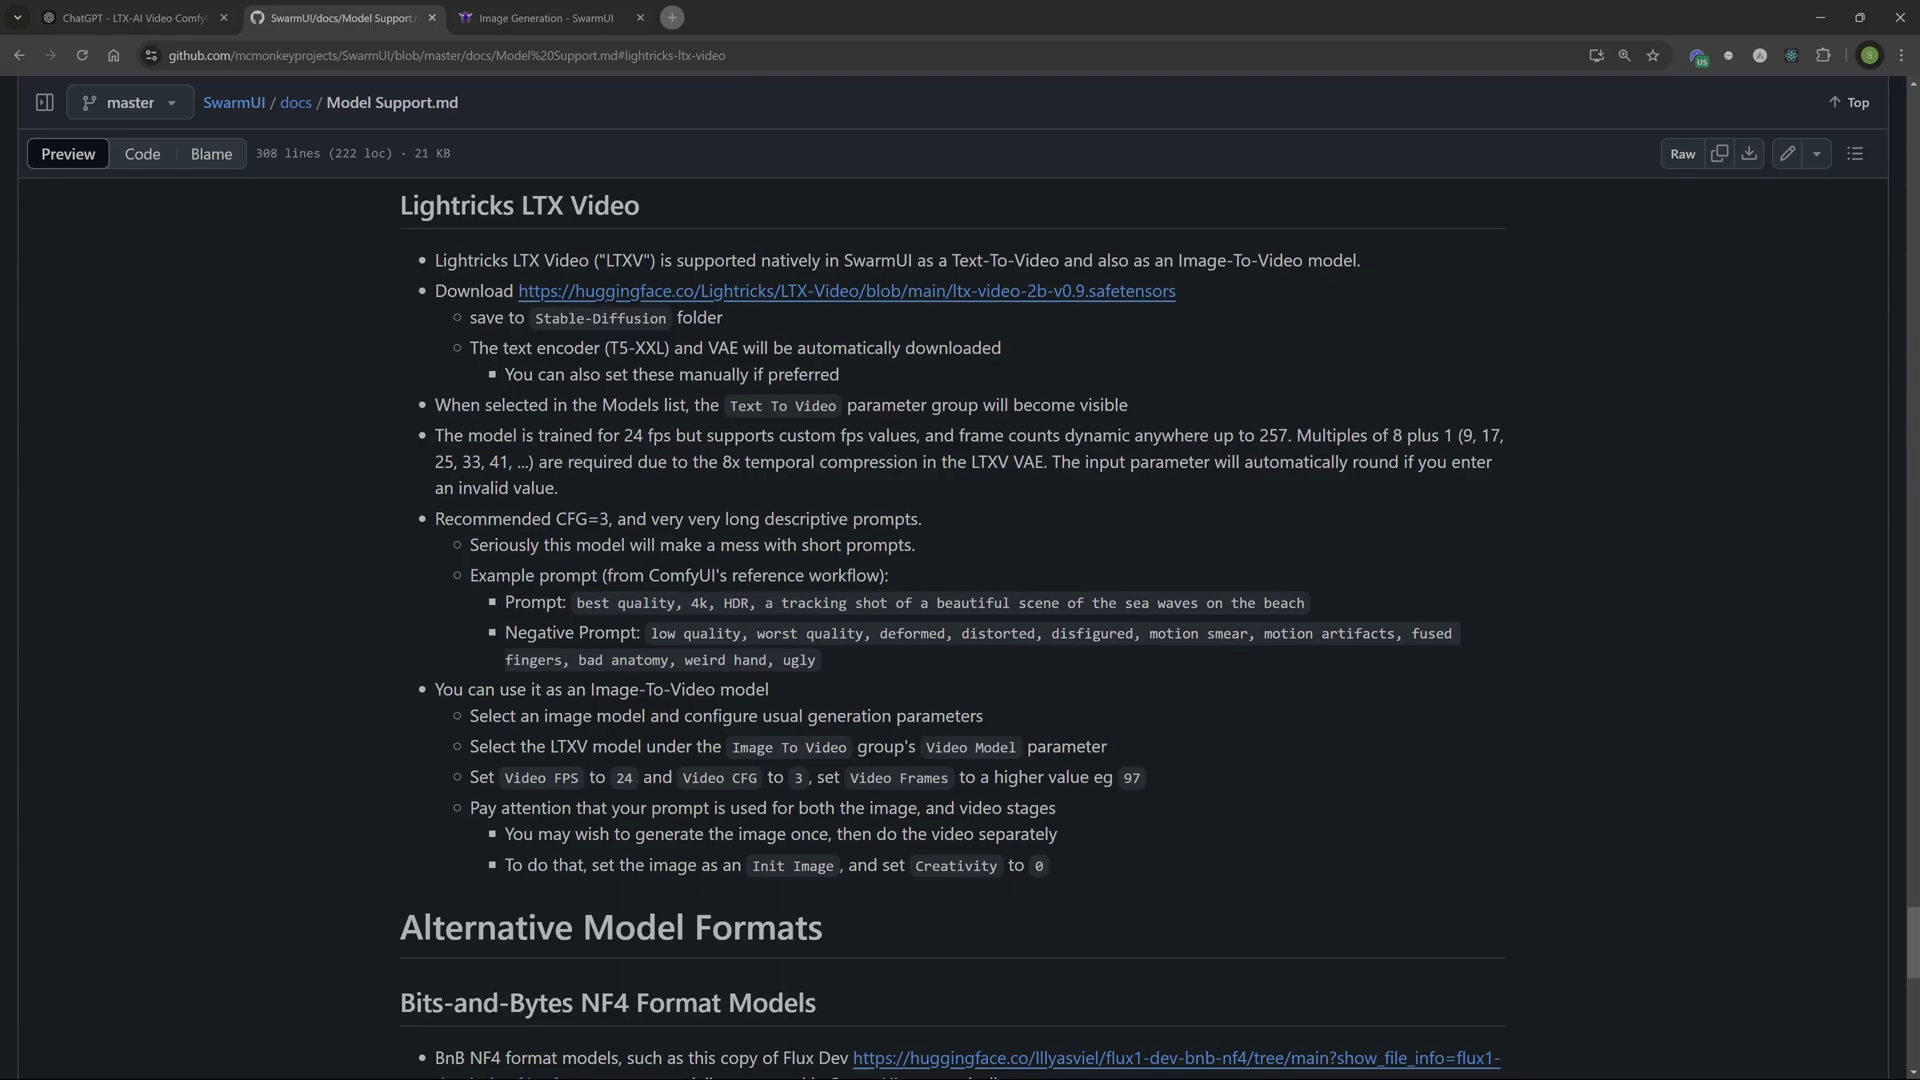 ChatGPT - LTX-AI Video Comfy
SwarmUI/docs/Model Support.
Image Generation - SwarmUI
github.com/mcmonkeyprojects/SwarmUI/blob/master/docs/Model%20Support.md#lightricks-ltx-video
US
S
master
SwarmUI / docs / Model Support.md
Top
Preview
Code
Blame
308 lines (222 loc) · 21 KB
Raw
Lightricks LTX Video
• Lightricks LTX Video ("LTXV") is supported natively in SwarmUI as a Text-To-Video and also as an Image-To-Video model.
• Download https://huggingface.co/Lightricks/LTX-Video/blob/main/ltx-video-2b-v0.9.safetensors
○ save to Stable-Diffusion folder
○ The text encoder (T5-XXL) and VAE will be automatically downloaded
▪ You can also set these manually if preferred
• When selected in the Models list, the Text To Video parameter group will become visible
• The model is trained for 24 fps but supports custom fps values, and frame counts dynamic anywhere up to 257. Multiples of 8 plus 1 (9, 17,
25, 33, 41, ...) are required due to the 8x temporal compression in the LTXV VAE. The input parameter will automatically round if you enter
an invalid value.
• Recommended CFG=3, and very very long descriptive prompts.
○ Seriously this model will make a mess with short prompts.
○ Example prompt (from ComfyUI's reference workflow):
▪ Prompt: best quality, 4k, HDR, a tracking shot of a beautiful scene of the sea waves on the beach
▪ Negative Prompt: low quality, worst quality, deformed, distorted, disfigured, motion smear, motion artifacts, fused
fingers, bad anatomy, weird hand, ugly
• You can use it as an Image-To-Video model
○ Select an image model and configure usual generation parameters
○ Select the LTXV model under the Image To Video group's Video Model parameter
○ Set Video FPS to 24 and Video CFG to 3, set Video Frames to a higher value eg 97
○ Pay attention that your prompt is used for both the image, and video stages
▪ You may wish to generate the image once, then do the video separately
▪ To do that, set the image as an Init Image, and set Creativity to 0
Alternative Model Formats
Bits-and-Bytes NF4 Format Models
• BnB NF4 format models, such as this copy of Flux Dev https://huggingface.co/lllyasviel/flux1-dev-bnb-nf4/tree/main?show_file_info=flux1-